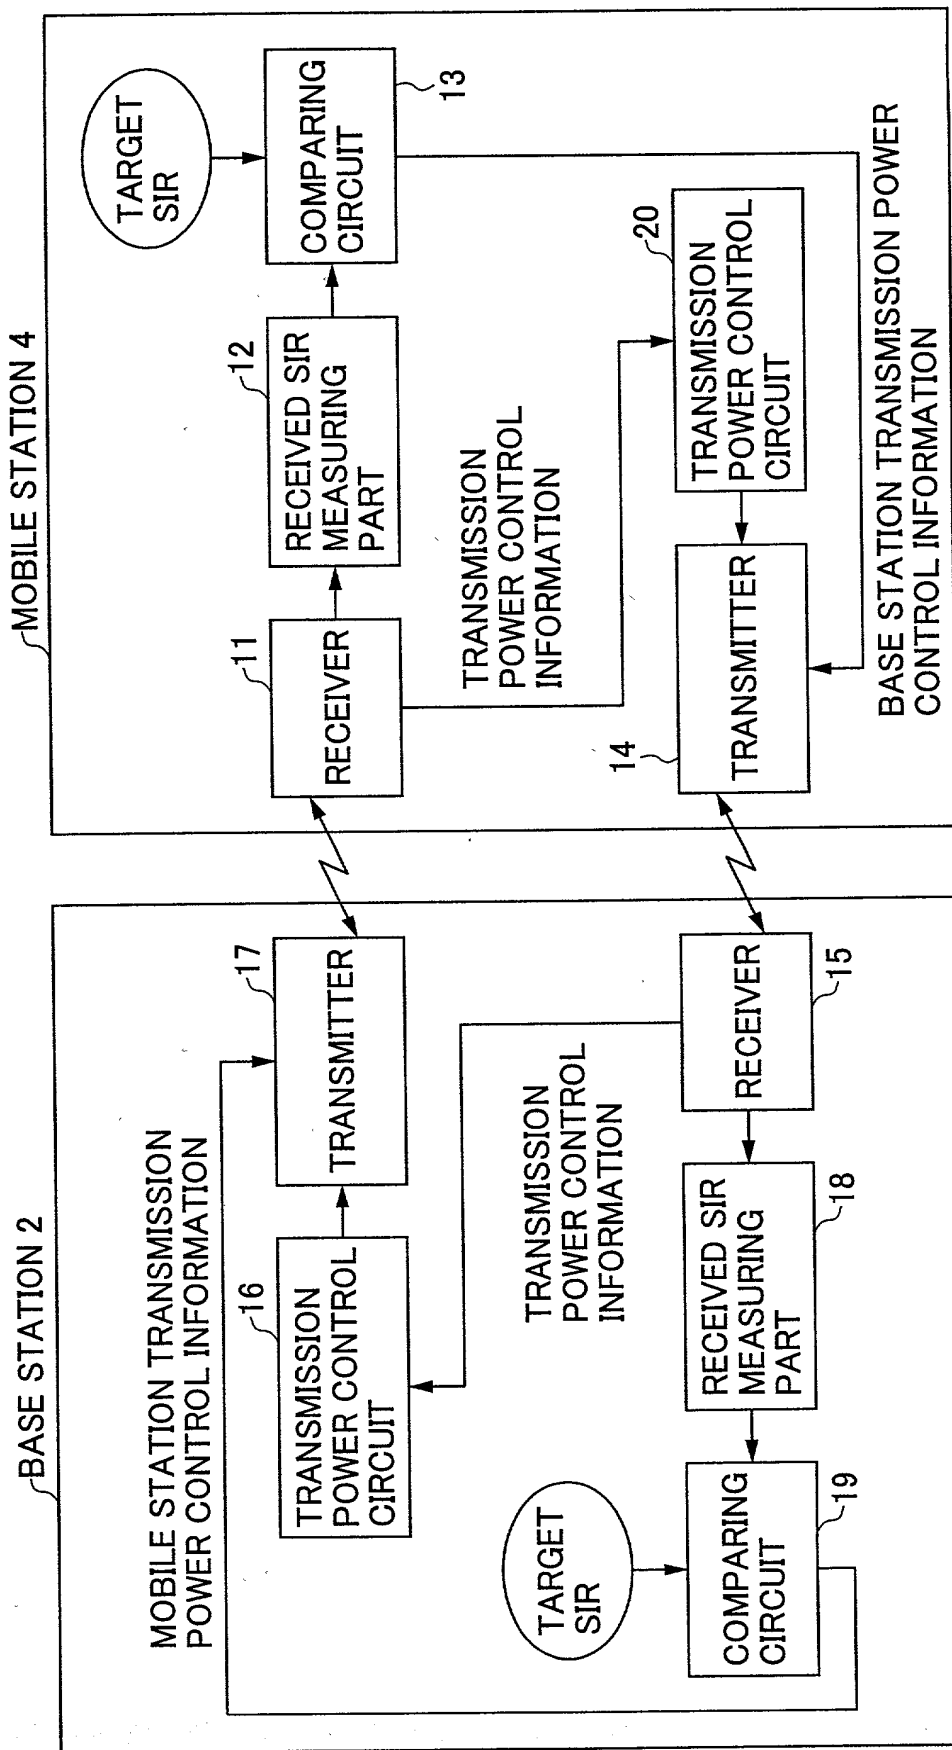 BASE STATION 2
MOBILE STATION TRANSMISSION
POWER CONTROL INFORMATION
16
TRANSMISSION
POWER CONTROL
CIRCUIT
17
TRANSMITTER
TRANSMISSION
POWER CONTROL
INFORMATION
TARGET
SIR
COMPARING
CIRCUIT
19
RECEIVED SIR
MEASURING
PART
18
RECEIVER
15
MOBILE STATION 4
11
RECEIVER
12
RECEIVED SIR
MEASURING
PART
TARGET
SIR
COMPARING
CIRCUIT
13
TRANSMISSION
POWER CONTROL
INFORMATION
14
TRANSMITTER
20
TRANSMISSION
POWER CONTROL
CIRCUIT
BASE STATION TRANSMISSION POWER
CONTROL INFORMATION